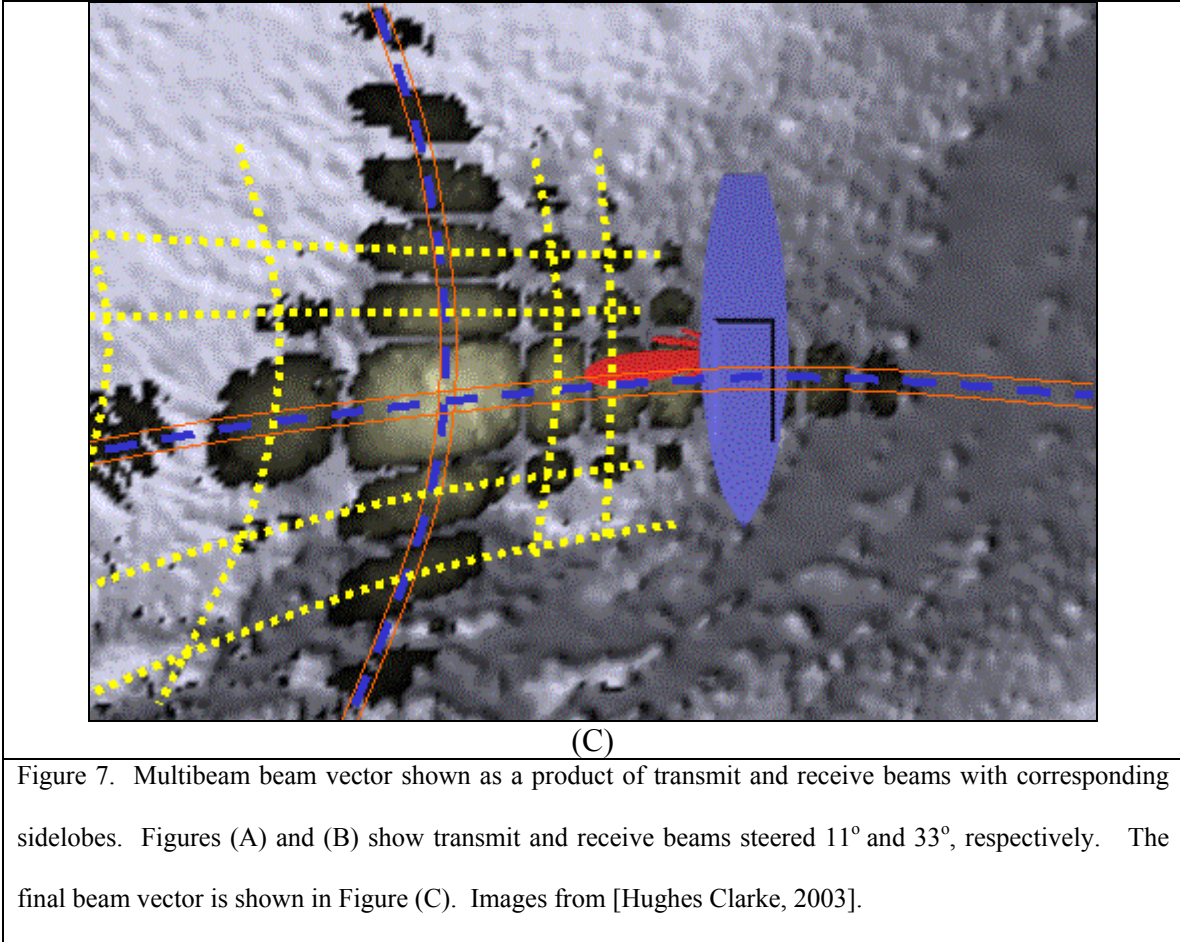 (C)
Figure 7. Multibeam beam vector shown as a product of transmit and receive beams with corresponding
sidelobes. Figures (A) and (B) show transmit and receive beams steered 11° and 33°, respectively. The
final beam vector is shown in Figure (C). Images from [Hughes Clarke, 2003].